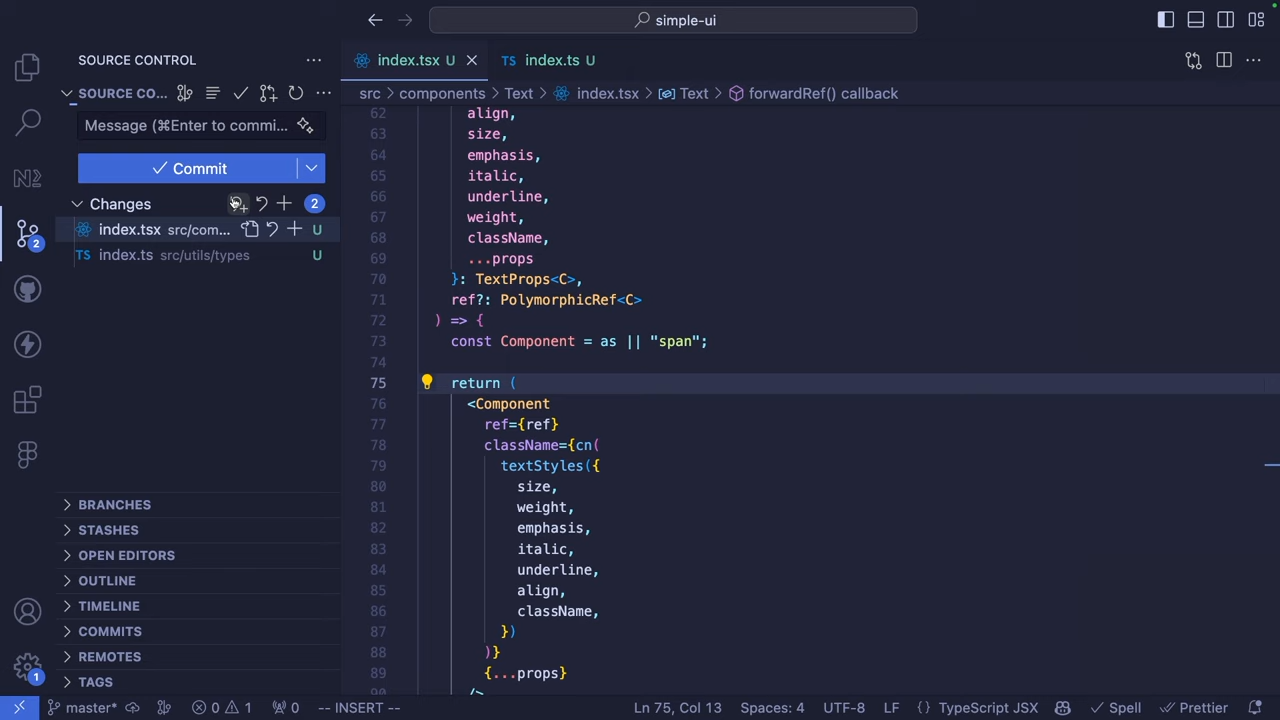 simple-ui
SOURCE CONTROL
SOURCE CO...
Message (⌘Enter to commi...
Commit
Changes 2
index.tsx src/com... U
index.ts src/utils/types U
2
BRANCHES
STASHES
OPEN EDITORS
OUTLINE
TIMELINE
COMMITS
REMOTES
TAGS
1
index.tsx U
TS index.ts U
src > components > Text > index.tsx > Text > forwardRef() callback
62 align,
63 size,
64 emphasis,
65 italic,
66 underline,
67 weight,
68 className,
69 ...props
70 }: TextProps<C>,
71 ref?: PolymorphicRef<C>
72 ) => {
73 const Component = as || "span";
74
75 return (
76 <Component
77 ref={ref}
78 className={cn(
79 textStyles({
80 size,
81 weight,
82 emphasis,
83 italic,
84 underline,
85 align,
86 className,
87 })
88 )}
89 {...props}
90 />
master* 0 1 0 -- INSERT -- Ln 75, Col 13 Spaces: 4 UTF-8 LF {} TypeScript JSX Spell Prettier